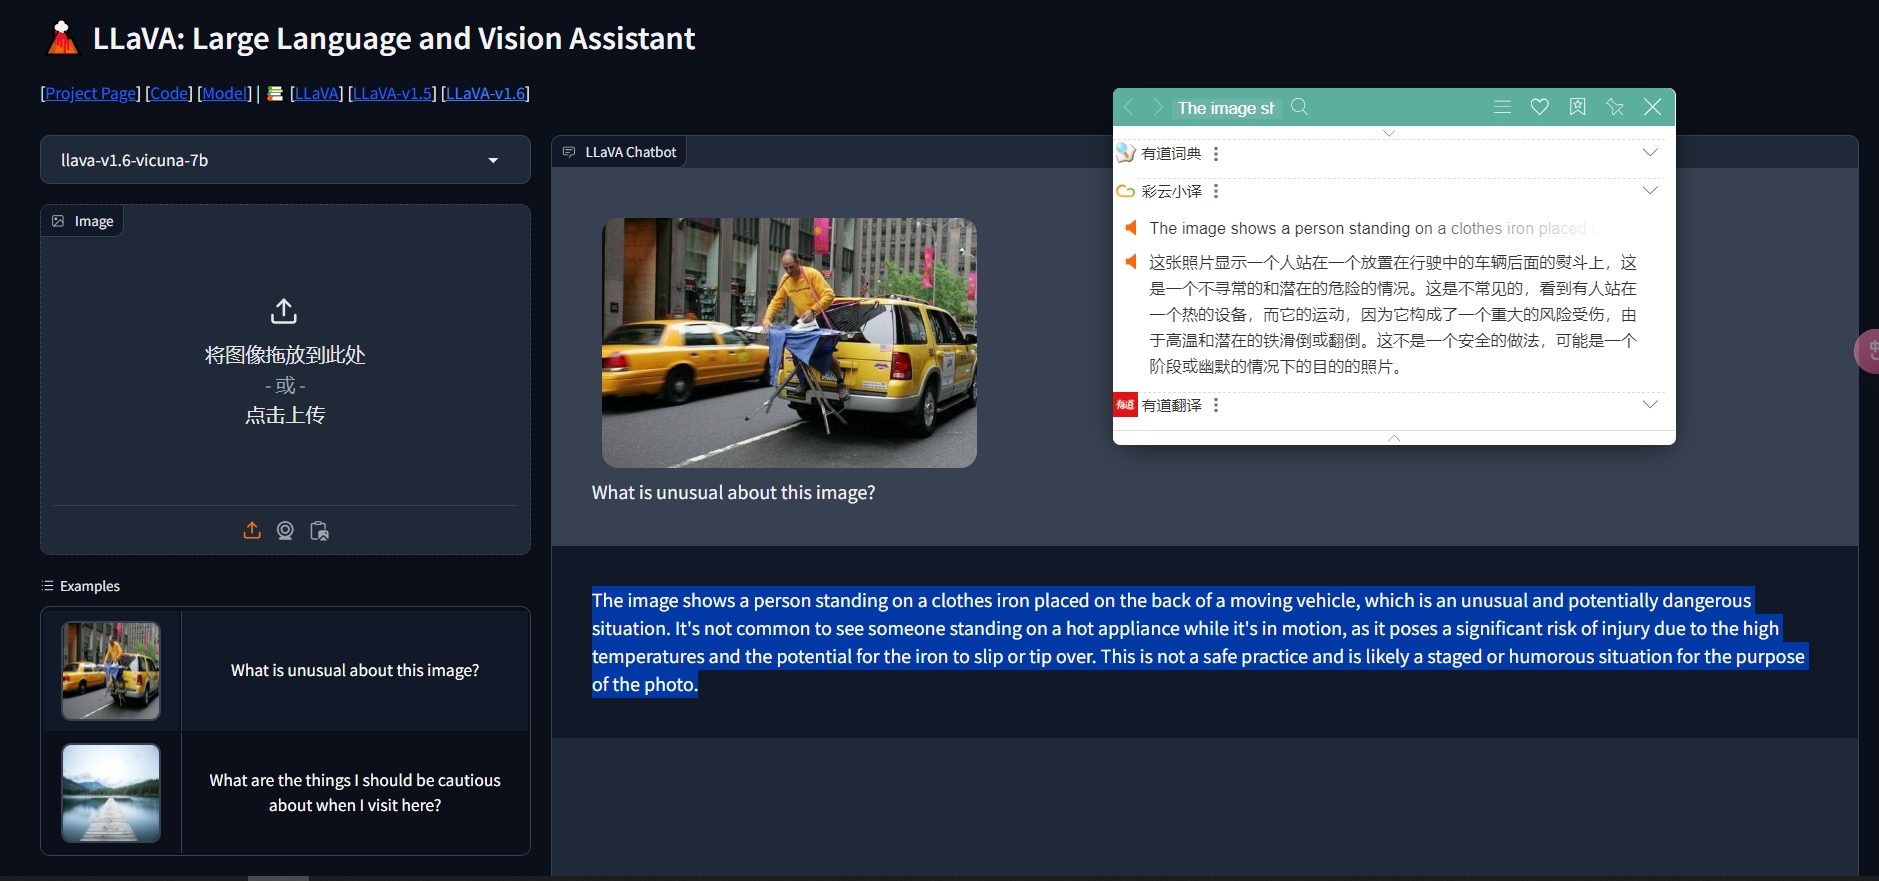 LLaVA: Large Language and Vision Assistant
[Project Page] [Code] [Model] | [LLaVA] [LLaVA-v1.5] [LLaVA-v1.6]
llava-v1.6-vicuna-7b
Image
将图像拖放到此处
- 或 -
点击上传
Examples
What is unusual about this image?
What are the things I should be cautious
about when I visit here?
LLaVA Chatbot
What is unusual about this image?
The image shows a person standing on a clothes iron placed on the back of a moving vehicle, which is an unusual and potentially dangerous
situation. It's not common to see someone standing on a hot appliance while it's in motion, as it poses a significant risk of injury due to the high
temperatures and the potential for the iron to slip or tip over. This is not a safe practice and is likely a staged or humorous situation for the purpose
of the photo.
The image sh
有道词典
彩云小译
The image shows a person standing on a clothes iron placed
这张照片显示一个人站在一个放置在行驶中的车辆后面的熨斗上，这
是一个不寻常的和潜在的危险的情况。这是不常见的，看到有人站在
一个热的设备，而它的运动，因为它构成了一个重大的风险受伤，由
于高温和潜在的铁滑倒或翻倒。这不是一个安全的做法，可能是一个
阶段或幽默的情况下的目的的照片。
有道
有道翻译